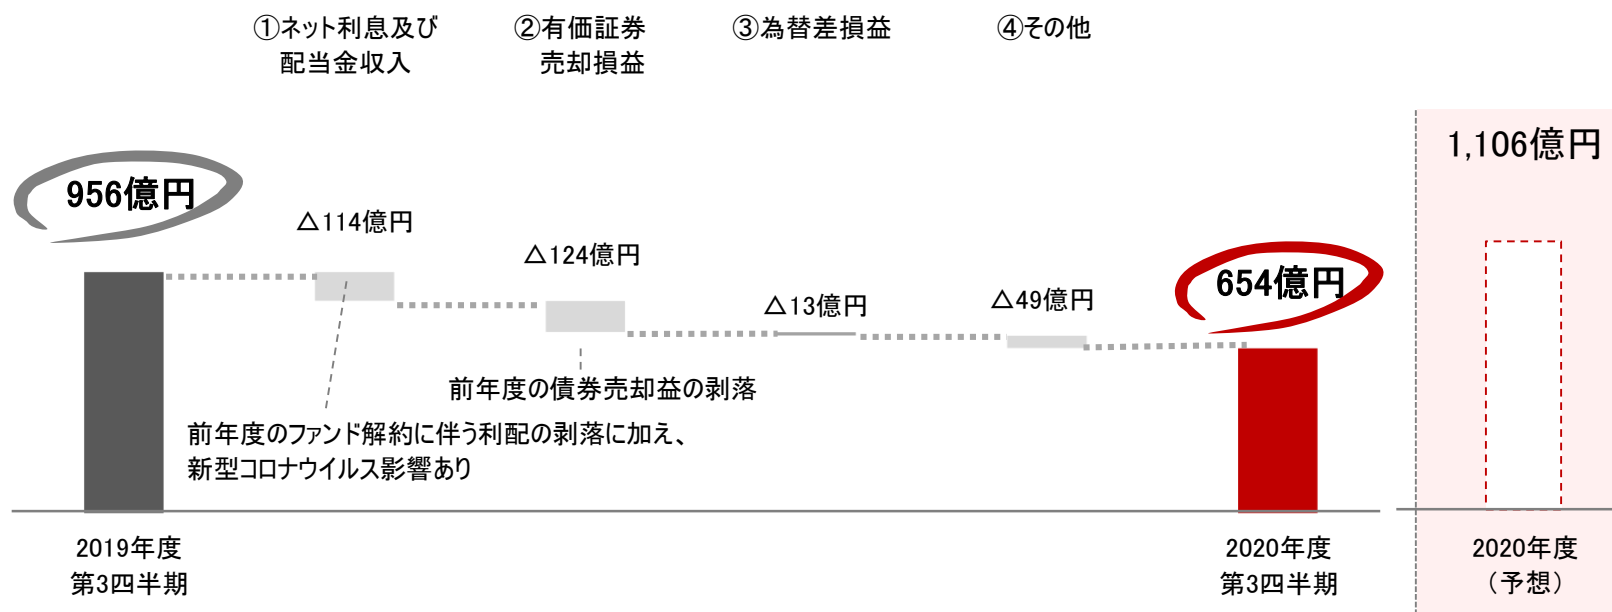 ①ネット利息及び
配当金収入
②有価証券
売却損益
③為替差損益
④その他
1,106億円
956億円
△114億円
△124億円
△13億円
△49億円
654億円
前年度の債券売却益の剥落
前年度のファンド解約に伴う利配の剥落に加え、
新型コロナウイルス影響あり
2019年度
第3四半期
2020年度
第3四半期
2020年度
（予想）